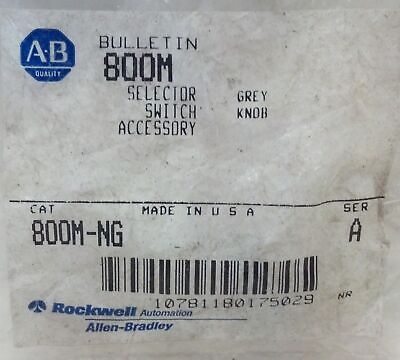 A·B
QUALITY
BULLETIN
800M
SELECTOR GREY
SWITCH KNOB
ACCESSORY
CAT MADE IN U S A SER
800M-NG A
10781180175029 NR
Rockwell Automation
Allen-Bradley